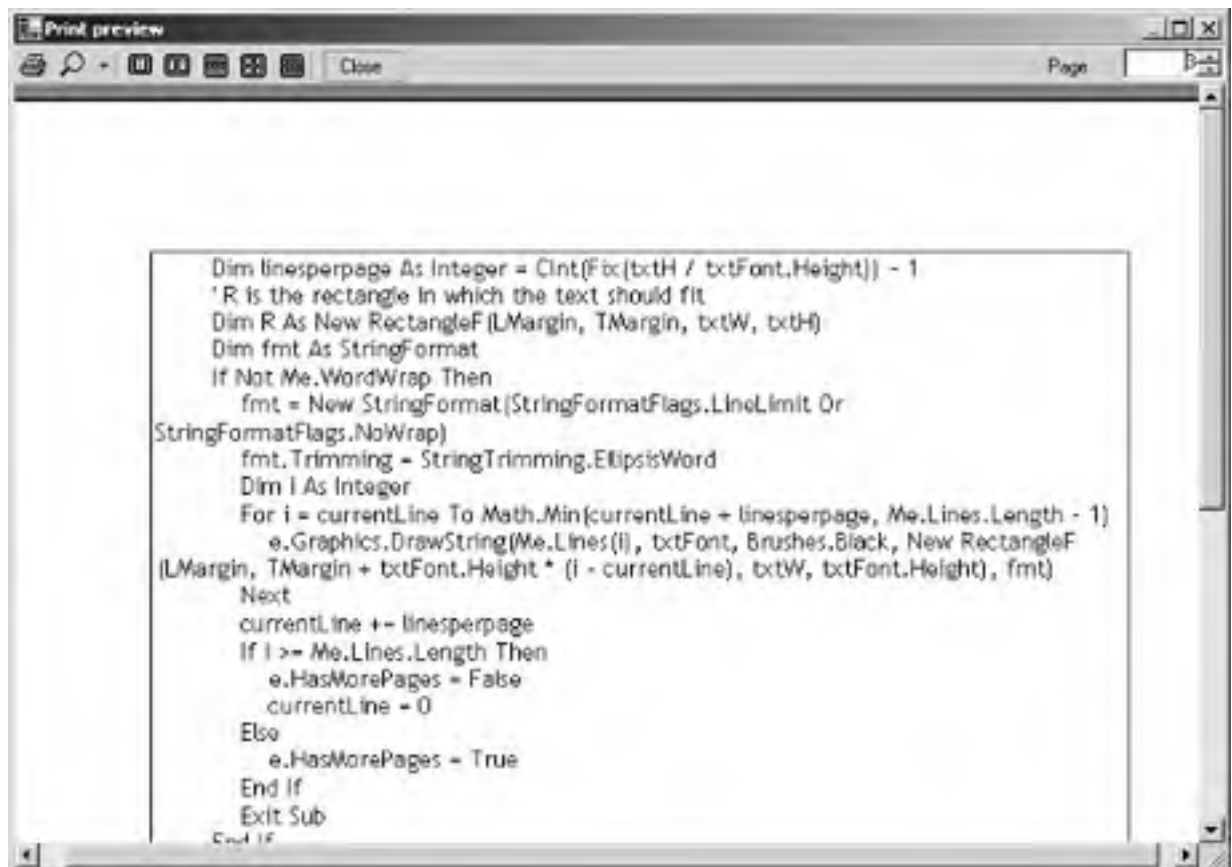 Print preview
Close
Page
3
Dim linesperpage As Integer = CInt(Fix(txtH / txtFont.Height)) - 1
' R is the rectangle in which the text should fit
Dim R As New RectangleF(LMargin, TMargin, txtW, txtH)
Dim fmt As StringFormat
If Not Me.WordWrap Then
fmt = New StringFormat(StringFormatFlags.LineLimit Or
StringFormatFlags.NoWrap)
fmt.Trimming = StringTrimming.EllipsisWord
Dim i As Integer
For i = currentLine To Math.Min(currentLine + linesperpage, Me.Lines.Length - 1)
e.Graphics.DrawString(Me.Lines(i), txtFont, Brushes.Black, New RectangleF
(LMargin, TMargin + txtFont.Height * (i - currentLine), txtW, txtFont.Height), fmt)
Next
currentLine += linesperpage
If i >= Me.Lines.Length Then
e.HasMorePages = False
currentLine = 0
Else
e.HasMorePages = True
End If
Exit Sub
End If